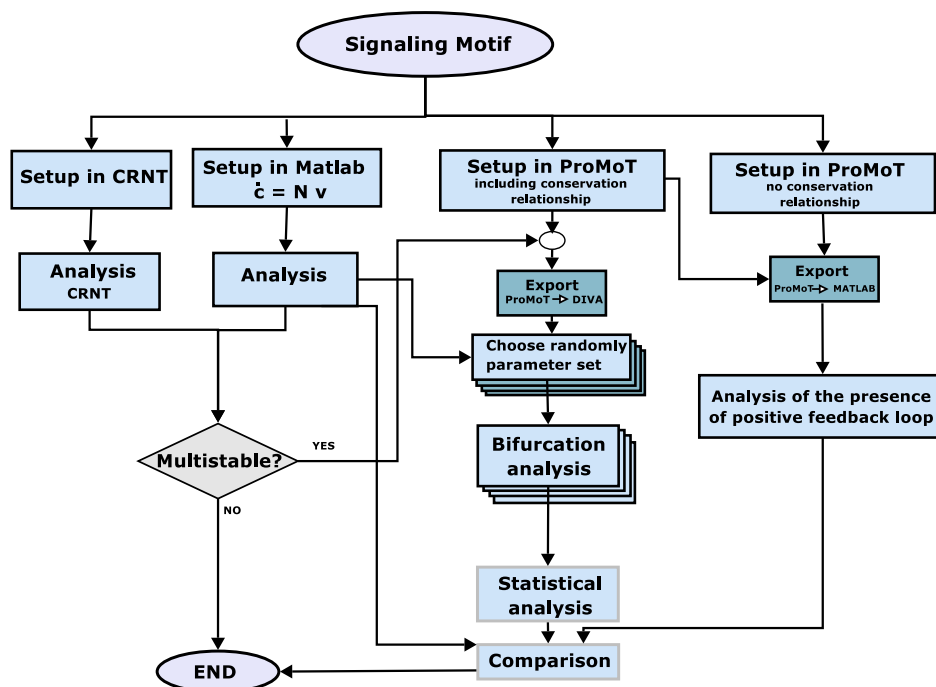 Signaling Motif
Setup in CRNT
Setup in Matlab
ċ = N v
Setup in ProMoT
including conservation
relationship
Setup in ProMoT
no conservation
relationship
Analysis
CRNT
Analysis
Export
ProMoT DIVA
Export
ProMoT MATLAB
Choose randomly
parameter set
Analysis of the presence
of positive feedback loop
Multistable?
YES
NO
Bifurcation
analysis
Statistical
analysis
Comparison
END